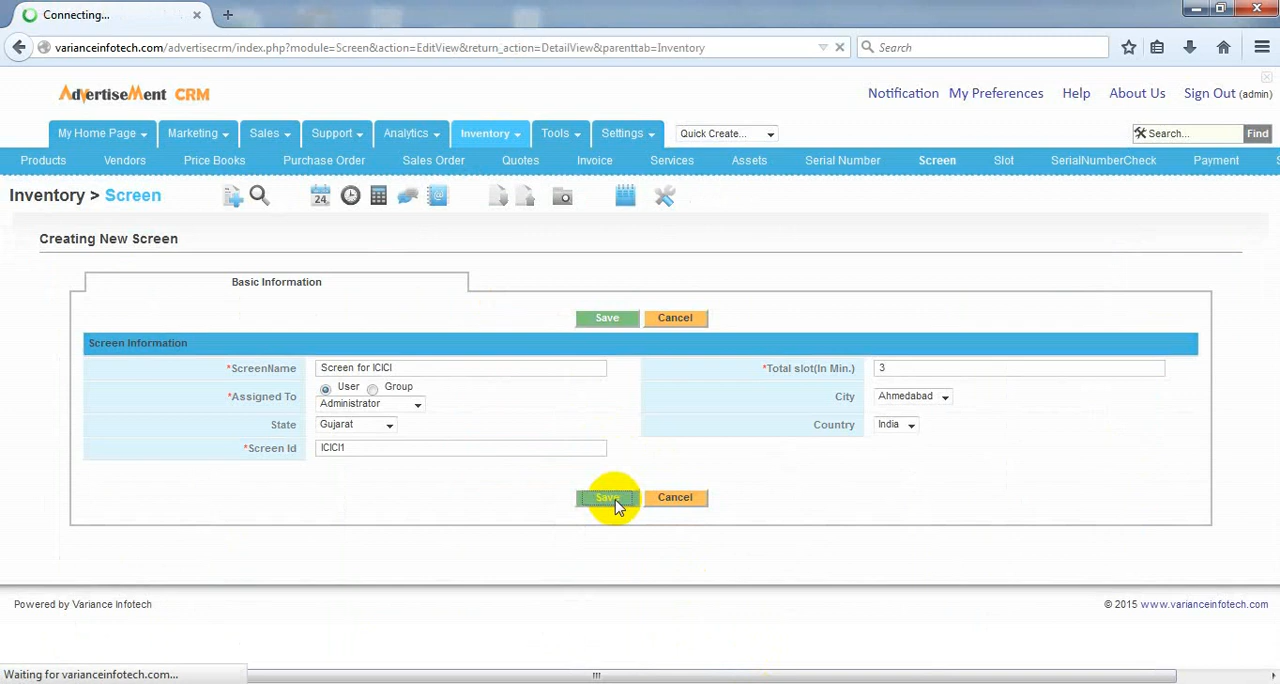 Connecting...
varianceinfotech.com/advertisecrm/index.php?module=Screen&action=EditView&return_action=DetailView&parenttab=Inventory
Search
AdvertiseMent CRM
Notification My Preferences Help About Us Sign Out (admin)
My Home Page Marketing Sales Support Analytics Inventory Tools Settings Quick Create... Search... Find
Products Vendors Price Books Purchase Order Sales Order Quotes Invoice Services Assets Serial Number Screen Slot SerialNumberCheck Payment
Inventory > Screen
24
@
Creating New Screen
Basic Information
Save Cancel
Screen Information
*ScreenName Screen for ICICI *Total slot(In Min.) 3
*Assigned To User Group City Ahmedabad
Administrator
State Gujarat Country India
*Screen Id ICICI1
Save Cancel
Powered by Variance Infotech © 2015 www.varianceinfotech.com
Waiting for varianceinfotech.com...